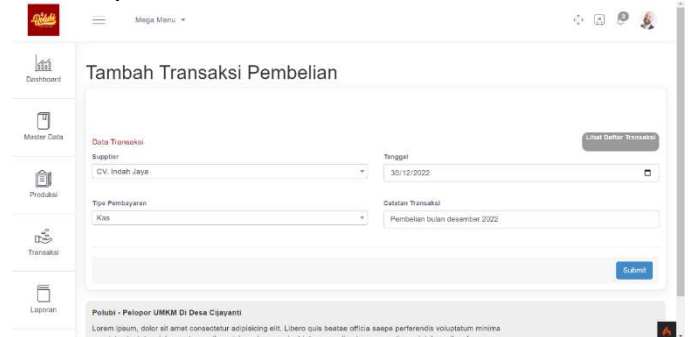 Polubi
Mega Menu
0
Dashboard
Tambah Transaksi Pembelian
Master Data
Data Transaksi
Lihat Daftar Transaksi
Supplier
Tanggal
CV. Indah Jaya
30/12/2022
Produksi
Tipe Pembayaran
Catatan Transaksi
Kas
Pembelian bulan desember 2022
Transaksi
Submit
Laporan
Polubi - Pelopor UMKM Di Desa Cijayanti
Lorem ipsum, dolor sit amet consectetur adipisicing elit. Libero quis beatae officia saepe perferendis voluptatum minima